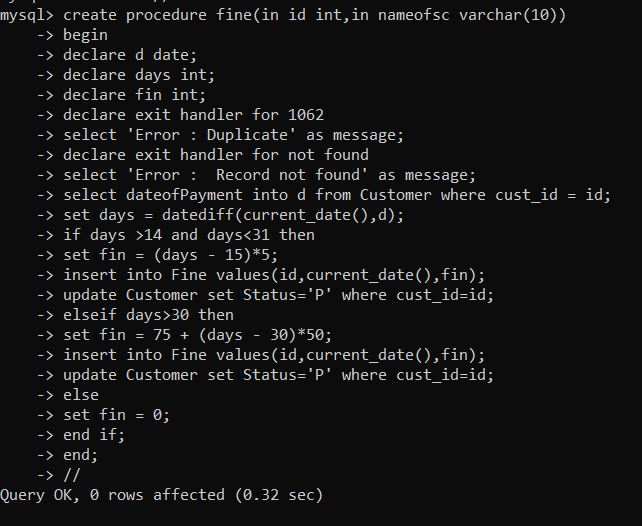 mysql> create procedure fine(in id int,in nameofsc varchar(10))
-> begin
-> declare d date;
-> declare days int;
-> declare fin int;
-> declare exit handler for 1062
-> select 'Error : Duplicate' as message;
-> declare exit handler for not found
-> select 'Error :  Record not found' as message;
-> select dateofPayment into d from Customer where cust_id = id;
-> set days = datediff(current_date(),d);
-> if days >14 and days<31 then
-> set fin = (days - 15)*5;
-> insert into Fine values(id,current_date(),fin);
-> update Customer set Status='P' where cust_id=id;
-> elseif days>30 then
-> set fin = 75 + (days - 30)*50;
-> insert into Fine values(id,current_date(),fin);
-> update Customer set Status='P' where cust_id=id;
-> else
-> set fin = 0;
-> end if;
-> end;
-> //
Query OK, 0 rows affected (0.32 sec)